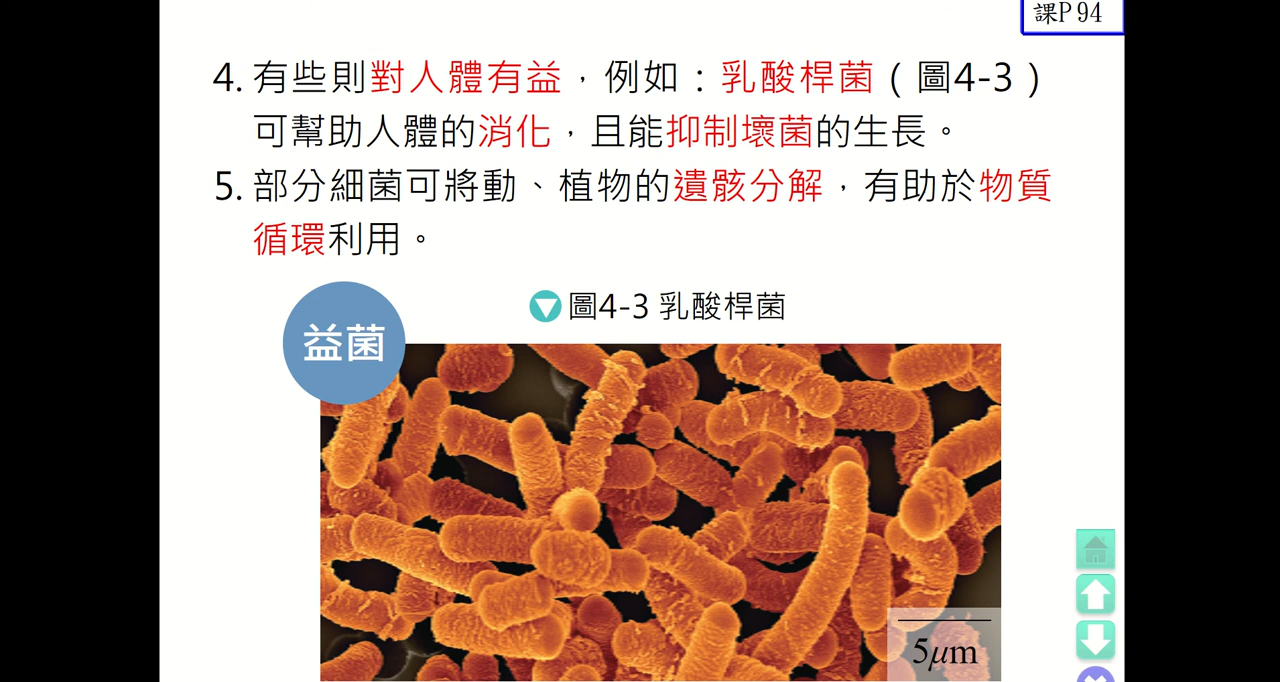 課P 94
4. 有些則對人體有益，例如：乳酸桿菌（圖4-3）
可幫助人體的消化，且能抑制壞菌的生長。
5. 部分細菌可將動、植物的遺骸分解，有助於物質
循環利用。
益菌
圖4-3 乳酸桿菌
5μm